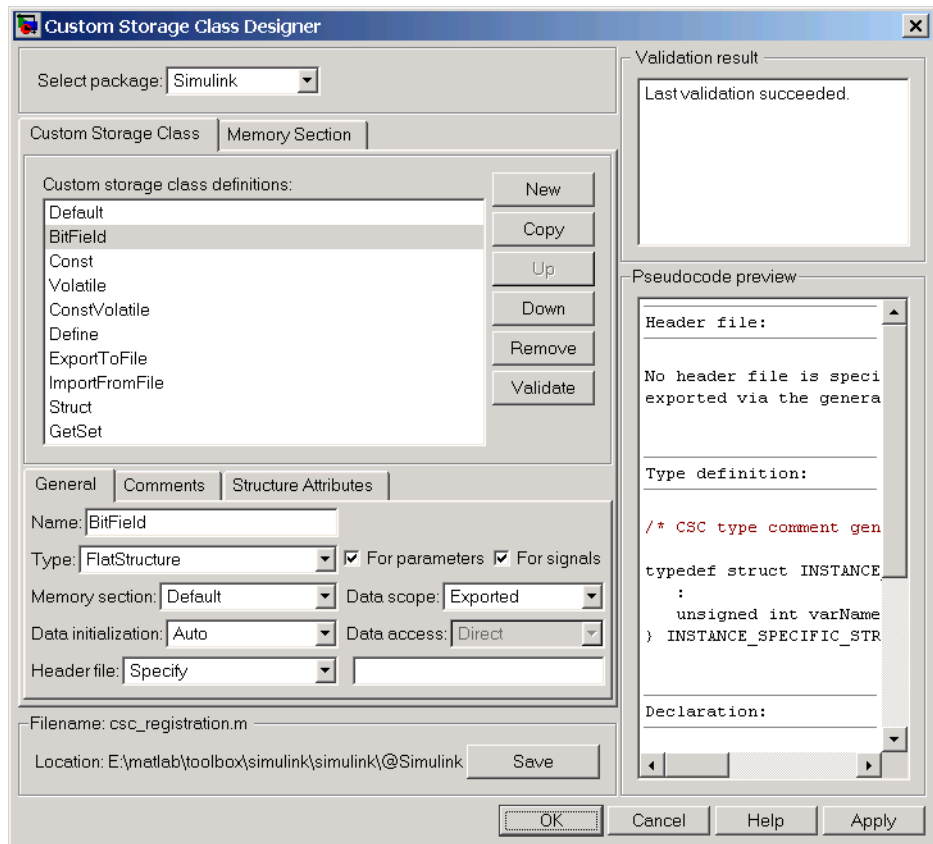 Custom Storage Class Designer
Select package: Simulink
Custom Storage Class
Memory Section
Custom storage class definitions:
Default
BitField
Const
Volatile
ConstVolatile
Define
ExportToFile
ImportFromFile
Struct
GetSet
New
Copy
Up
Down
Remove
Validate
General
Comments
Structure Attributes
Name: BitField
Type: FlatStructure
For parameters
For signals
Memory section: Default
Data scope: Exported
Data initialization: Auto
Data access: Direct
Header file: Specify
Filename: csc_registration.m
Location: E:\matlab\toolbox\simulink\simulink\@Simulink
Save
Validation result
Last validation succeeded.
Pseudocode preview
Header file:
No header file is speci
exported via the genera
Type definition:
/* CSC type comment gen
typedef struct INSTANCE_
:
unsigned int varName
} INSTANCE_SPECIFIC_STR
Declaration:
OK
Cancel
Help
Apply